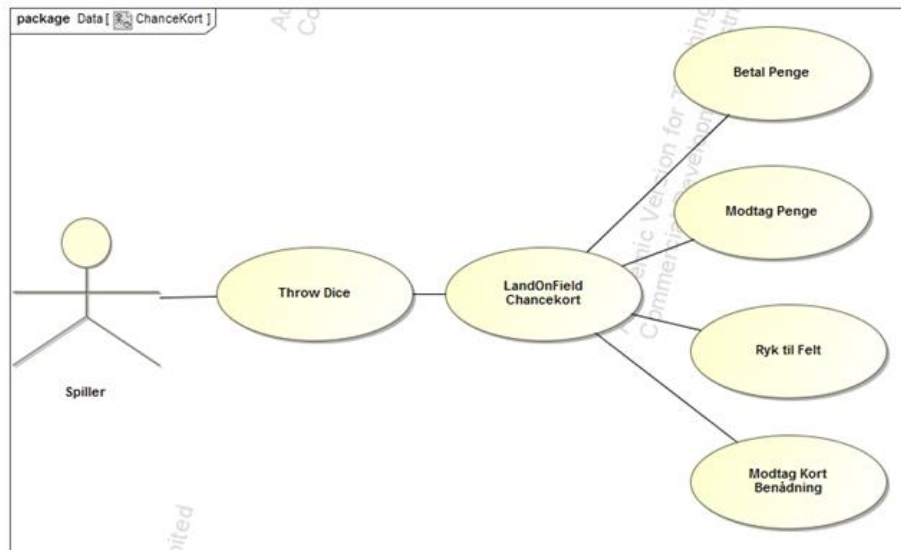 package Data [ ChanceKort ]
Betal Penge
Modtag Penge
Throw Dice
LandOnField
Chancekort
Ryk til Felt
Spiller
Modtag Kort
Benådning